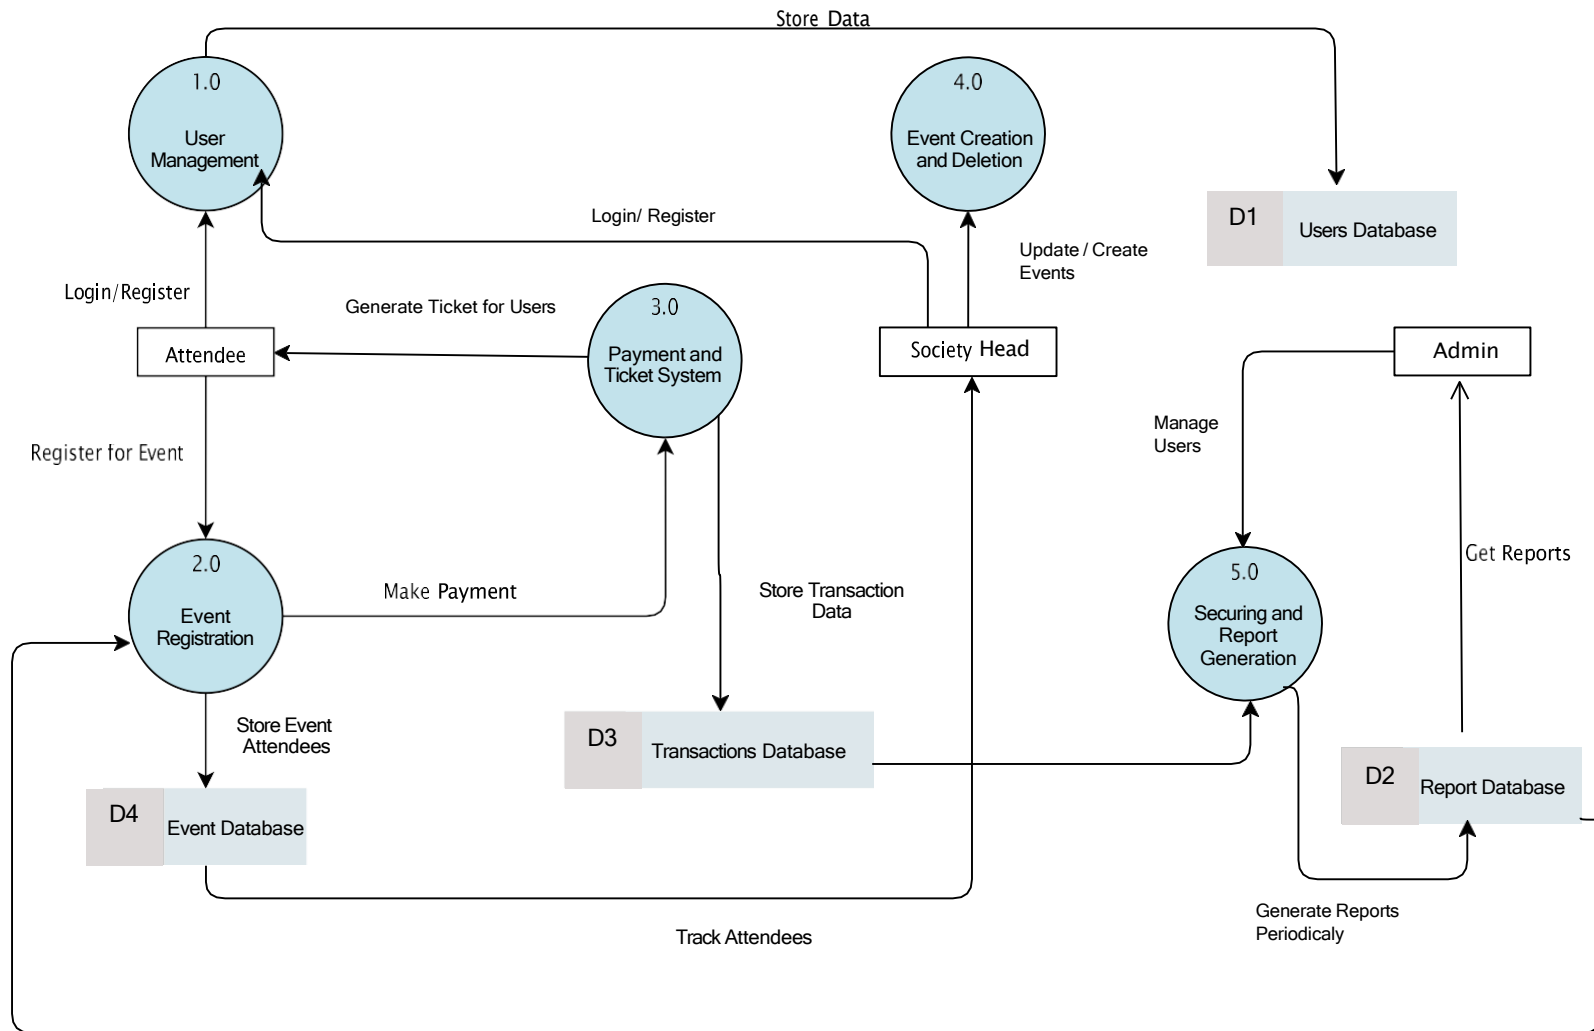 Store Data
1.0
User
Management
4.0
Event Creation
and Deletion
D1
Users Database
Login/ Register
Update / Create
Events
Login/Register
Generate Ticket for Users
3.0
Payment and
Ticket System
Attendee
Society Head
Admin
Register for Event
Manage
Users
2.0
Event
Registration
Make Payment
Store Transaction
Data
5.0
Securing and
Report
Generation
Get Reports
Store Event
Attendees
D3
Transactions Database
D2
Report Database
D4
Event Database
Track Attendees
Generate Reports
Periodicaly